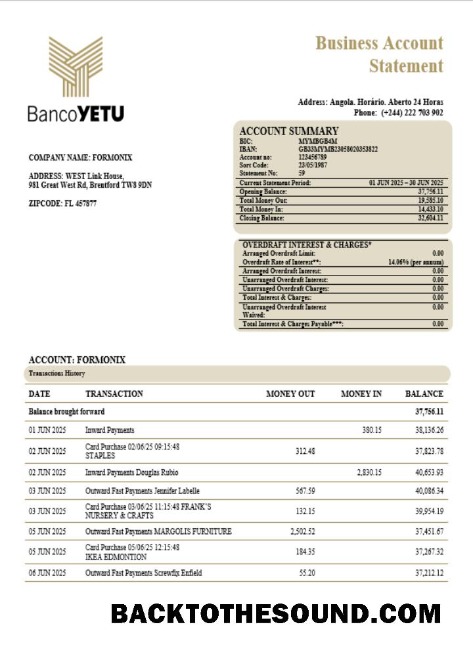 Business Account
Statement
BancoYETU
Address: Angola. Horário. Aberto 24 Horas
Phone: (+244) 222 703 902
COMPANY NAME: FORMONIX
ADDRESS: WEST Link House,
981 Great West Rd, Brentford TW8 9DN
ZIPCODE: FL 457877
ACCOUNT SUMMARY
BIC: MYMBGB4M
IBAN: GB33MYMB23058020353822
Account no: 123456789
Sort Code: 23/05/1987
Statement No: 59
Current Statement Period: 01 JUN 2025 – 30 JUN 2025
Opening Balance: 37,756.11
Total Money Out: 19,585.10
Total Money In: 14,433.10
Closing Balance: 32,604.11
OVERDRAFT INTEREST & CHARGES*
Arranged Overdraft Limit: 0.00
Overdraft Rate of Interest**: 14.06% (per annum)
Arranged Overdraft Interest: 0.00
Unarranged Overdraft Interest: 0.00
Unarranged Overdraft Charges: 0.00
Total Interest & Charges: 0.00
Unarranged Overdraft Interest 0.00
Waived:
Total Interest & Charges Payable***: 0.00
ACCOUNT: FORMONIX
Transactions History
DATE TRANSACTION MONEY OUT MONEY IN BALANCE
Balance brought forward 37,756.11
01 JUN 2025 Inward Payments 380.15 38,136.26
02 JUN 2025 Card Purchase 02/06/25 09:15:48 STAPLES 312.48 37,823.78
02 JUN 2025 Inward Payments Douglas Rubio 2,830.15 40,653.93
03 JUN 2025 Outward Fast Payments Jennifer Labelle 567.59 40,086.34
03 JUN 2025 Card Purchase 03/06/25 11:15:48 FRANK'S NURSERY & CRAFTS 132.15 39,954.19
05 JUN 2025 Outward Fast Payments MARGOLIS FURNITURE 2,502.52 37,451.67
05 JUN 2025 Card Purchase 05/06/25 12:15:48 IKEA EDMONTION 184.35 37,267.32
06 JUN 2025 Outward Fast Payments Screwfix Enfield 55.20 37,212.12
BACKTOTHESOUND.COM